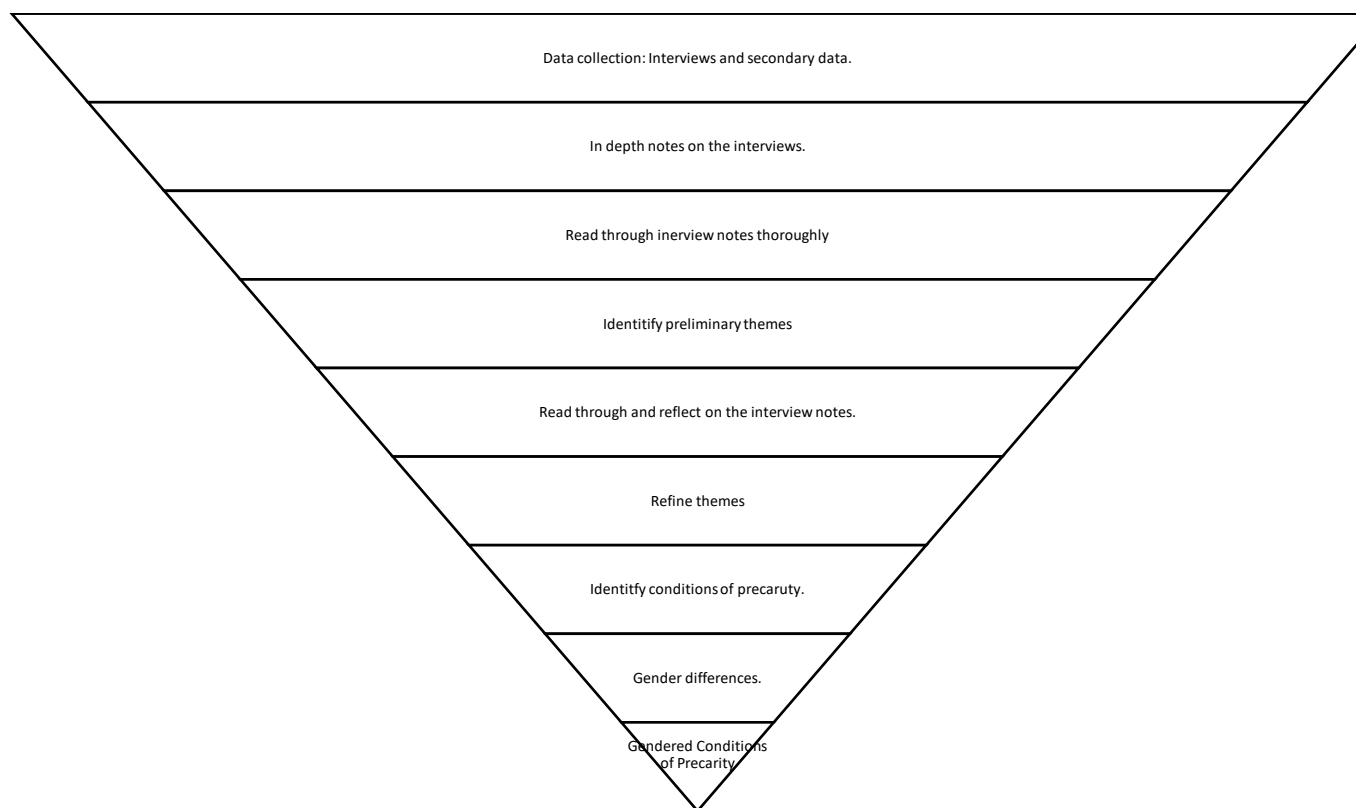 Data collection: Interviews and secondary data.
In depth notes on the interviews.
Read through inerview notes thoroughly
Identitify preliminary themes
Read through and reflect on the interview notes.
Refine themes
Identitfy conditions of precaruty.
Gender differences.
Gendered Conditions
of Precarity